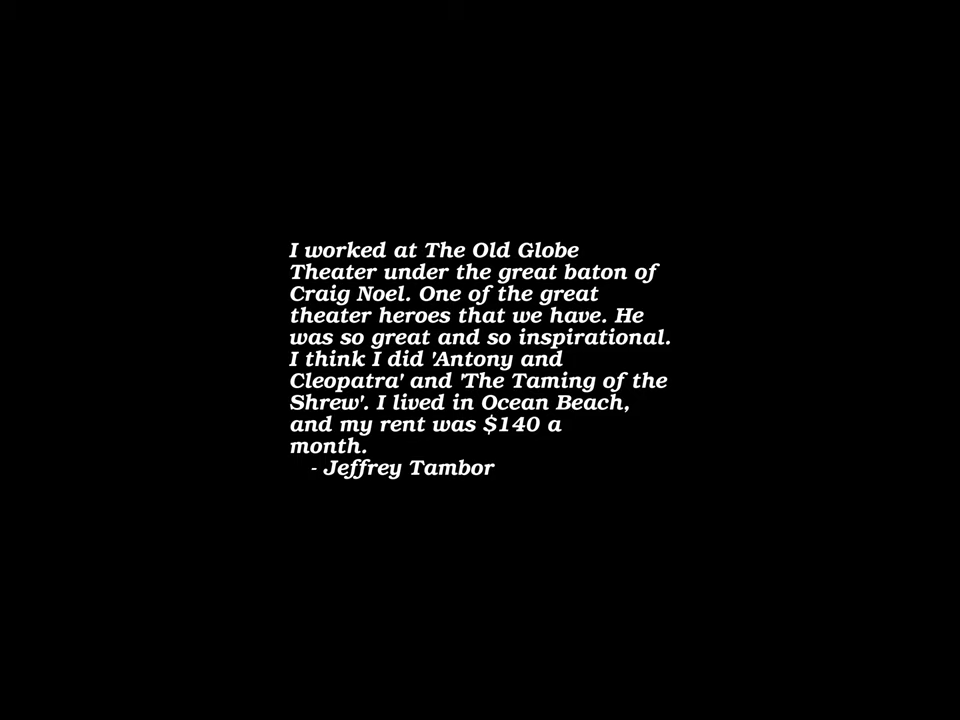 I worked at The Old Globe
Theater under the great baton of
Craig Noel. One of the great
theater heroes that we have. He
was so great and so inspirational.
I think I did 'Antony and
Cleopatra' and 'The Taming of the
Shrew'. I lived in Ocean Beach,
and my rent was $140 a
month.
- Jeffrey Tambor